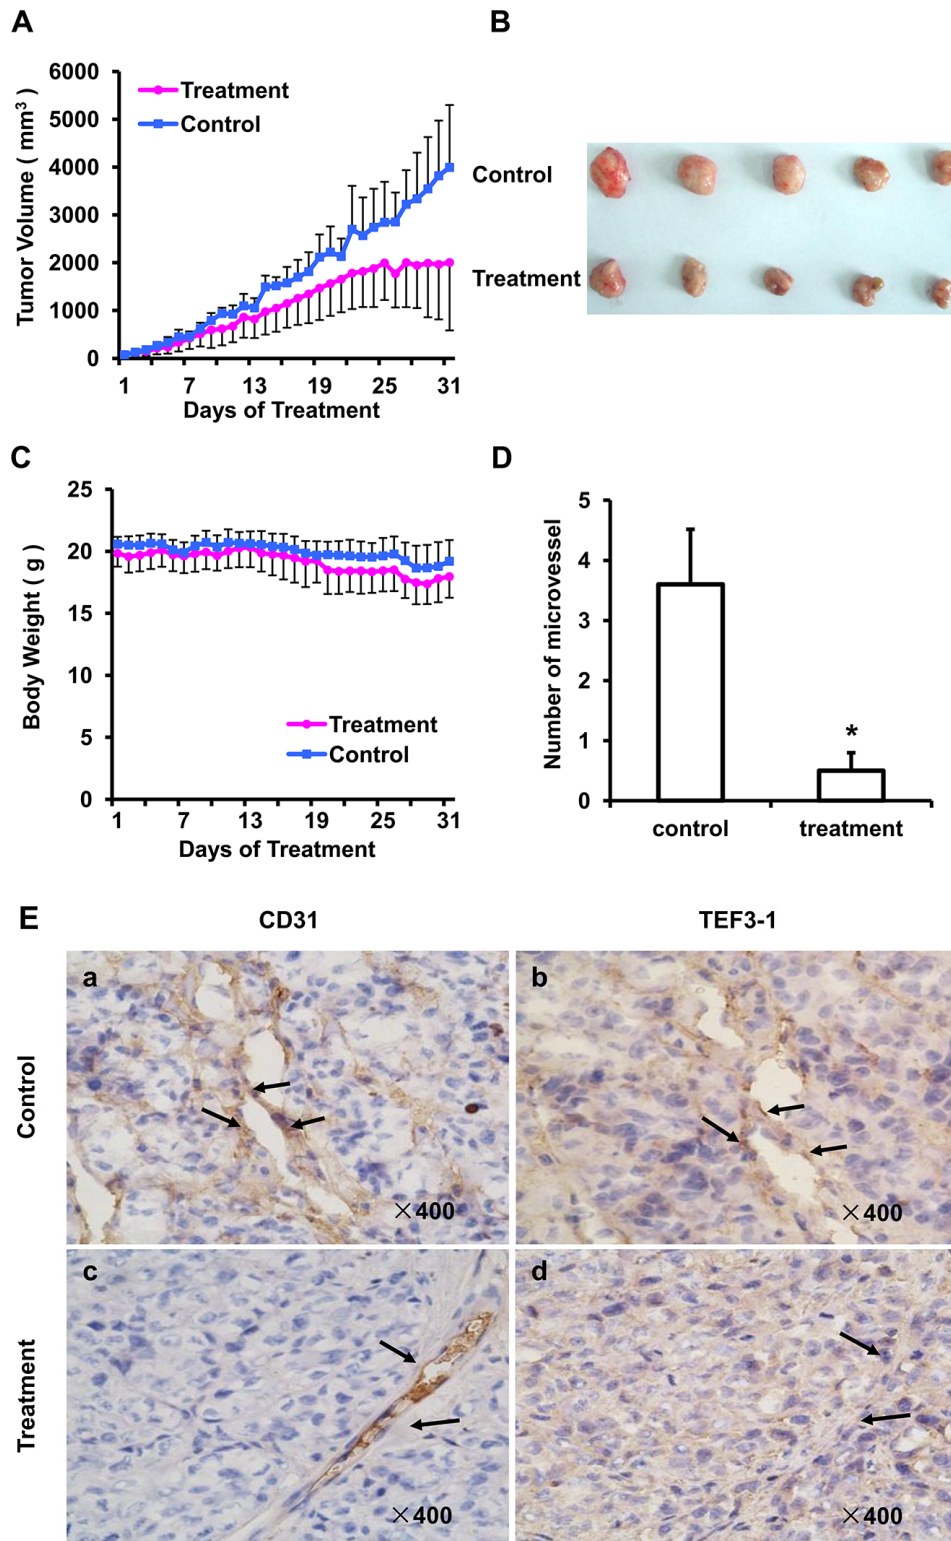 A
6000
5000
4000
3000
2000
1000
0
Tumor Volume ( mm³ )
Treatment
Control
1 7 13 19 25 31
Days of Treatment
B
Control
Treatment
C
25
20
15
10
5
0
Body Weight ( g )
Treatment
Control
1 7 13 19 25 31
Days of Treatment
D
5
4
3
2
1
0
Number of microvessel
*
control treatment
E
CD31 TEF3-1
Control
a
×400
b
×400
Treatment
c
×400
d
×400